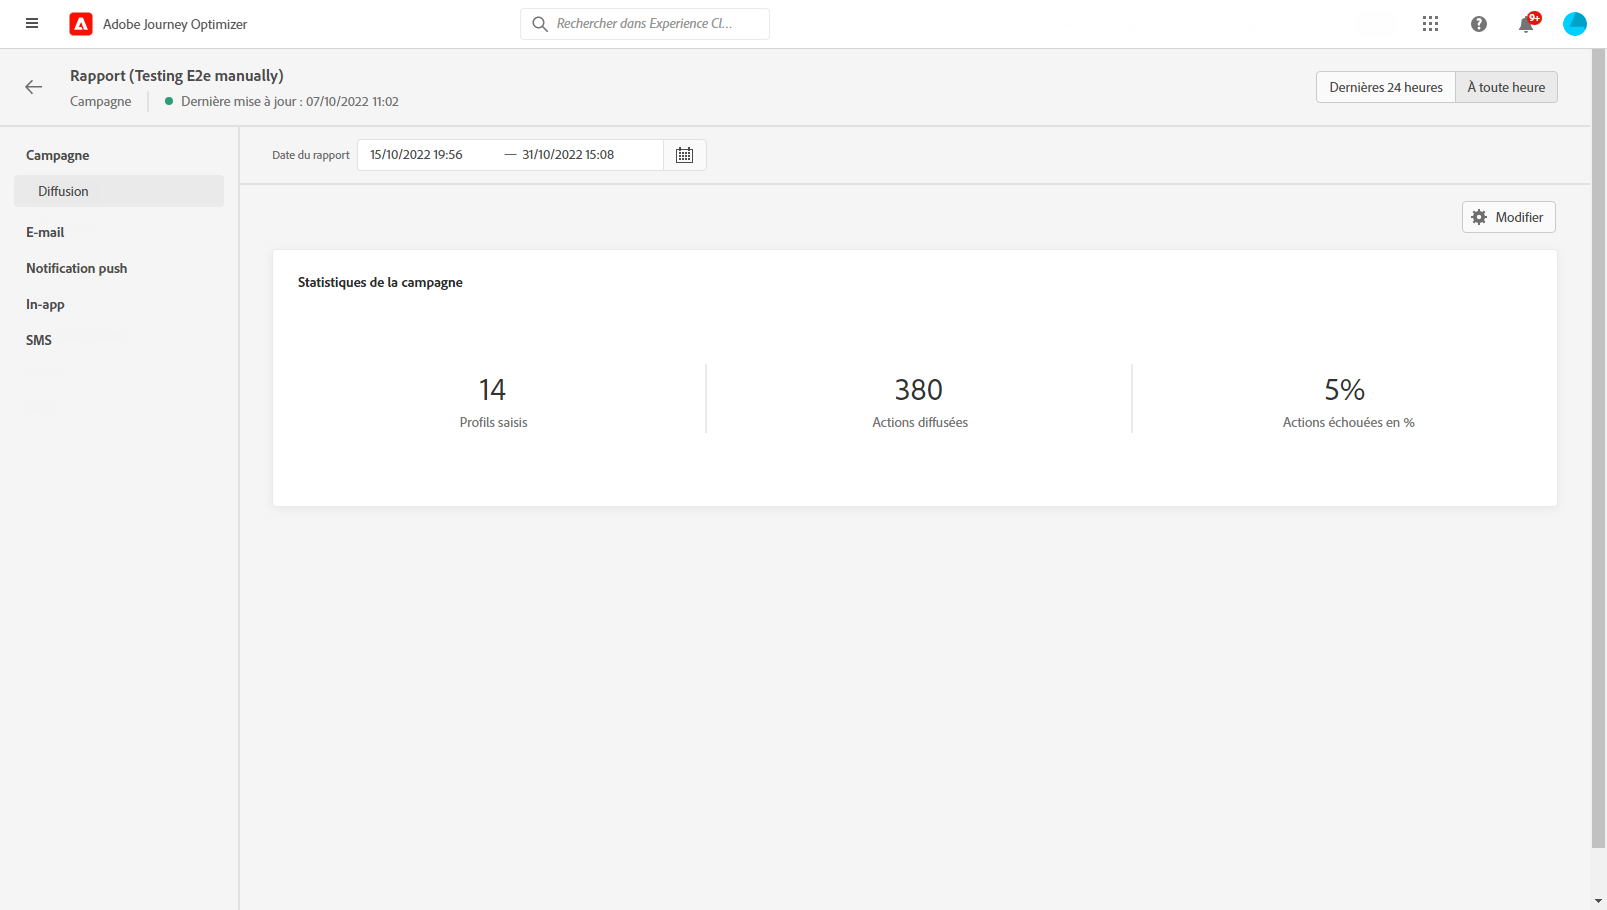 Adobe Journey Optimizer
Rechercher dans Experience Cl...
9+
Rapport (Testing E2e manually)
Campagne
Dernière mise à jour : 07/10/2022 11:02
Dernières 24 heures
À toute heure
Campagne
Diffusion
E-mail
Notification push
In-app
SMS
Date du rapport
15/10/2022 19:56 — 31/10/2022 15:08
Modifier
Statistiques de la campagne
14
Profils saisis
380
Actions diffusées
5%
Actions échouées en %